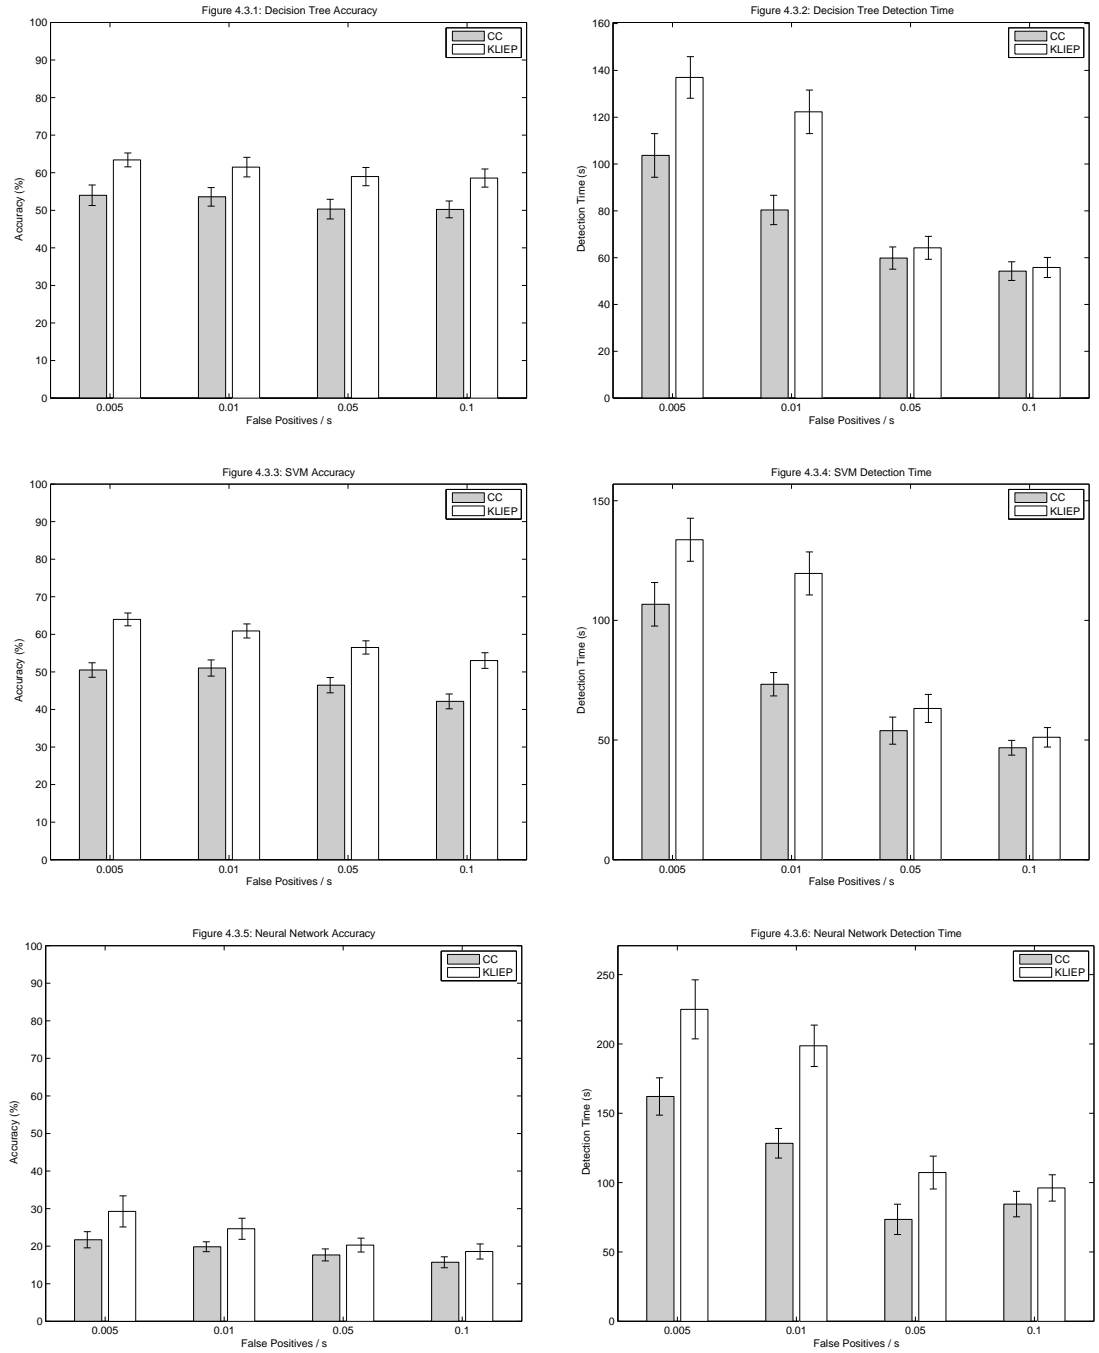 Figure 4.3.1: Decision Tree Accuracy
100
90
80
70
60
50
40
30
20
10
0
Accuracy (%)
CC
KLIEP
0.005 0.01 0.05 0.1
False Positives / s
Figure 4.3.2: Decision Tree Detection Time
160
140
120
100
80
60
40
20
0
Detection Time (s)
CC
KLIEP
0.005 0.01 0.05 0.1
False Positives / s
Figure 4.3.3: SVM Accuracy
100
90
80
70
60
50
40
30
20
10
0
Accuracy (%)
CC
KLIEP
0.005 0.01 0.05 0.1
False Positives / s
Figure 4.3.4: SVM Detection Time
150
100
50
0
Detection Time (s)
CC
KLIEP
0.005 0.01 0.05 0.1
False Positives / s
Figure 4.3.5: Neural Network Accuracy
100
90
80
70
60
50
40
30
20
10
0
Accuracy (%)
CC
KLIEP
0.005 0.01 0.05 0.1
False Positives / s
Figure 4.3.6: Neural Network Detection Time
250
200
150
100
50
0
Detection Time (s)
CC
KLIEP
0.005 0.01 0.05 0.1
False Positives / s